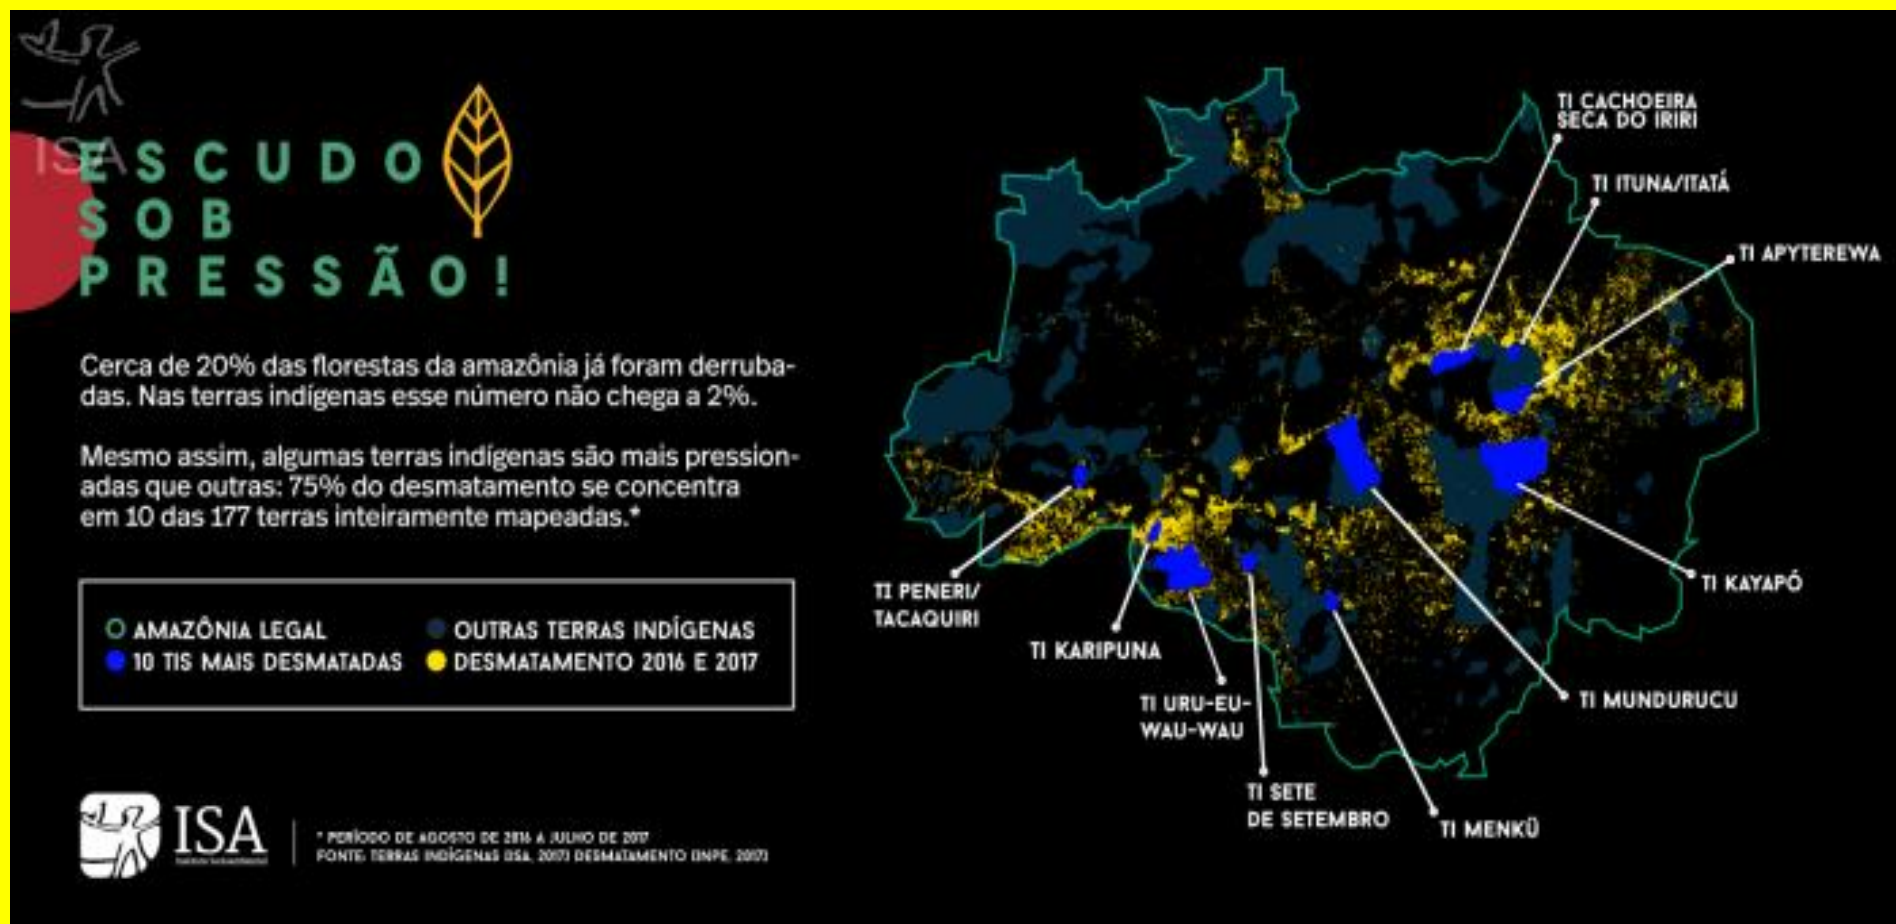 ISA
ESCUDO
SOB
PRESSÃO!
Cerca de 20% das florestas da amazônia já foram derruba-
das. Nas terras indígenas esse número não chega a 2%.
Mesmo assim, algumas terras indígenas são mais pression-
adas que outras: 75% do desmatamento se concentra
em 10 das 177 terras inteiramente mapeadas.*
AMAZÔNIA LEGAL
OUTRAS TERRAS INDÍGENAS
10 TIS MAIS DESMATADAS
DESMATAMENTO 2016 E 2017
ISA
* PERÍODO DE AGOSTO DE 2016 A JULHO DE 2017
FONTE: TERRAS INDÍGENAS (ISA, 2017) DESMATAMENTO (INPE, 2017)
TI CACHOEIRA
SECA DO IRIRI
TI ITUNA/ITATÁ
TI APYTEREWA
TI KAYAPÓ
TI MUNDURUCU
TI MENKÜ
TI SETE
DE SETEMBRO
TI URU-EU-
WAU-WAU
TI KARIPUNA
TI PENERI/
TACAQUIRI